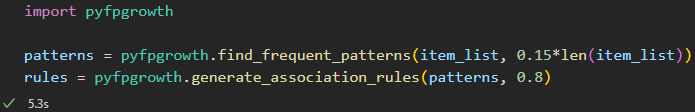 import pyfpgrowth
patterns = pyfpgrowth.find_frequent_patterns(item_list, 0.15*len(item_list))
rules = pyfpgrowth.generate_association_rules(patterns, 0.8)
✓ 5.3s